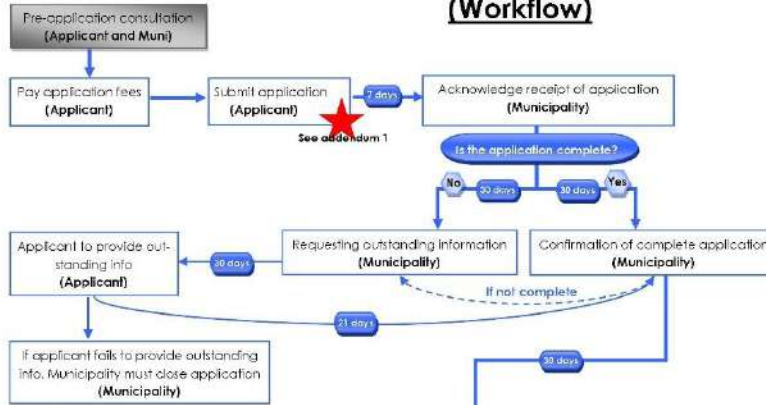 (Workflow)
Pre-application consultation
(Applicant and Muni)
Pay application fees
(Applicant)
Submit application
(Applicant)
7 days
Acknowledge receipt of application
(Municipality)
See addendum 1
Is the application complete?
No
30 days
30 days
Yes
Applicant to provide out-
standing info
(Applicant)
30 days
Requesting outstanding information
(Municipality)
Confirmation of complete application
(Municipality)
If not complete
21 days
If applicant fails to provide outstanding
info, Municipality must close application
(Municipality)
30 days